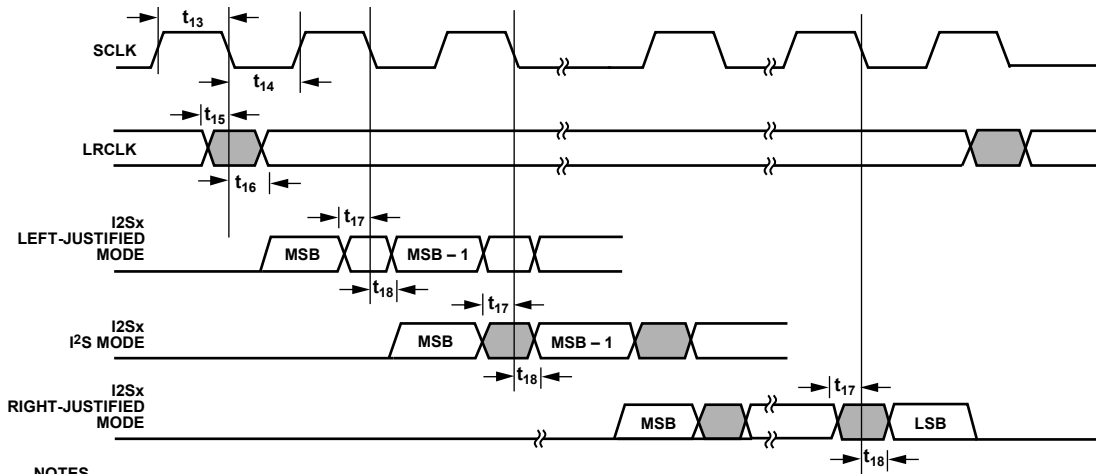 t13
SCLK
t14
t15
LRCLK
t16
I2Sx
LEFT-JUSTIFIED
MODE
t17
MSB
MSB – 1
t18
I2Sx
I2S MODE
t17
MSB
MSB – 1
t18
I2Sx
RIGHT-JUSTIFIED
MODE
t17
MSB
LSB
t18
NOTES